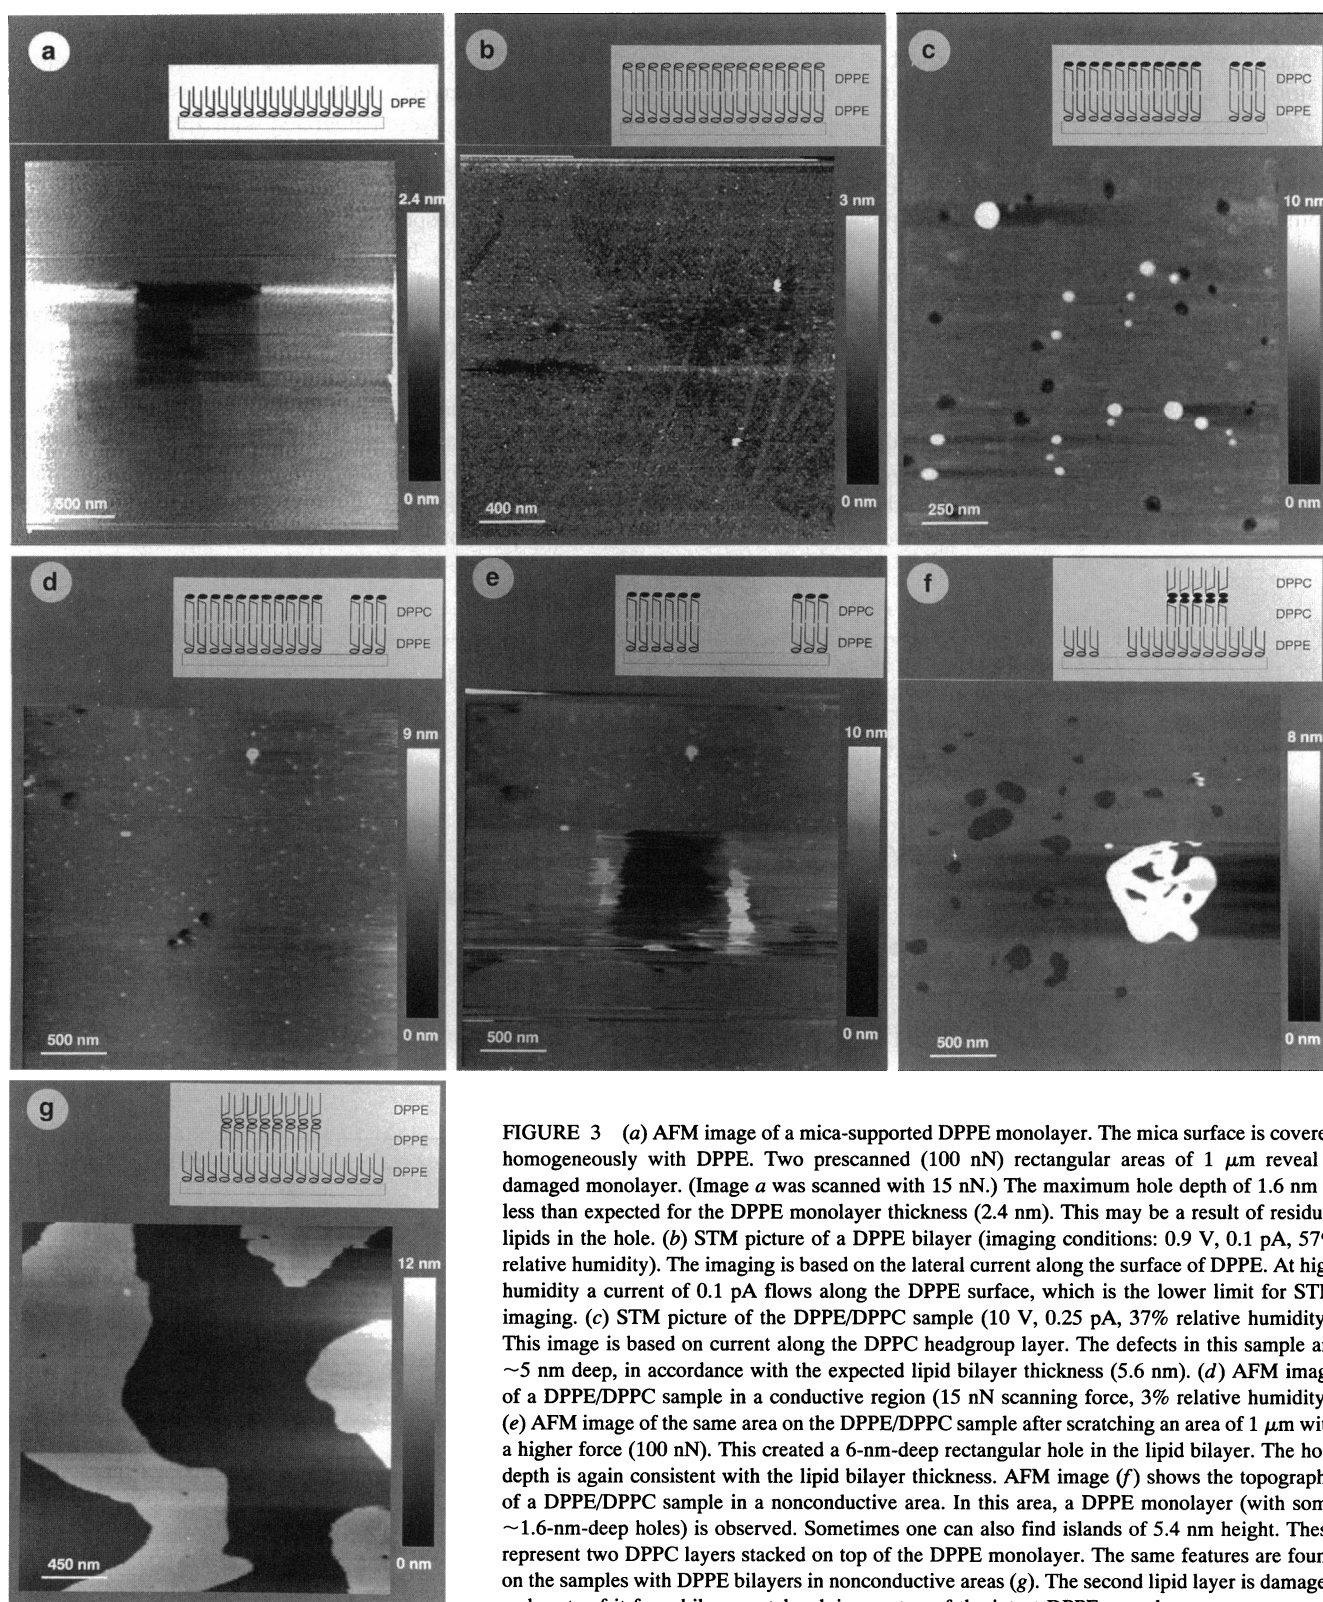 a
DPPE
2.4 nm
500 nm
0 nm
b
DPPE
DPPE
3 nm
400 nm
0 nm
c
DPPC
DPPE
10 nm
250 nm
0 nm
d
DPPC
DPPE
9 nm
500 nm
0 nm
e
DPPC
DPPE
10 nm
500 nm
0 nm
f
DPPC
DPPC
DPPE
8 nm
500 nm
0 nm
g
DPPE
DPPE
DPPE
12 nm
450 nm
0 nm
FIGURE 3 (a) AFM image of a mica-supported DPPE monolayer. The mica surface is covere
homogeneously with DPPE. Two prescanned (100 nN) rectangular areas of 1 μm reveal
damaged monolayer. (Image a was scanned with 15 nN.) The maximum hole depth of 1.6 nm
less than expected for the DPPE monolayer thickness (2.4 nm). This may be a result of residu
lipids in the hole. (b) STM picture of a DPPE bilayer (imaging conditions: 0.9 V, 0.1 pA, 57%
relative humidity). The imaging is based on the lateral current along the surface of DPPE. At hig
humidity a current of 0.1 pA flows along the DPPE surface, which is the lower limit for ST
imaging. (c) STM picture of the DPPE/DPPC sample (10 V, 0.25 pA, 37% relative humidity
This image is based on current along the DPPC headgroup layer. The defects in this sample a
~5 nm deep, in accordance with the expected lipid bilayer thickness (5.6 nm). (d) AFM imag
of a DPPE/DPPC sample in a conductive region (15 nN scanning force, 3% relative humidity
(e) AFM image of the same area on the DPPE/DPPC sample after scratching an area of 1 μm wit
a higher force (100 nN). This created a 6-nm-deep rectangular hole in the lipid bilayer. The ho
depth is again consistent with the lipid bilayer thickness. AFM image (f) shows the topograph
of a DPPE/DPPC sample in a nonconductive area. In this area, a DPPE monolayer (with som
~1.6-nm-deep holes) is observed. Sometimes one can also find islands of 5.4 nm height. Thes
represent two DPPC layers stacked on top of the DPPE monolayer. The same features are foun
on the samples with DPPE bilayers in nonconductive areas (g). The second lipid layer is damage